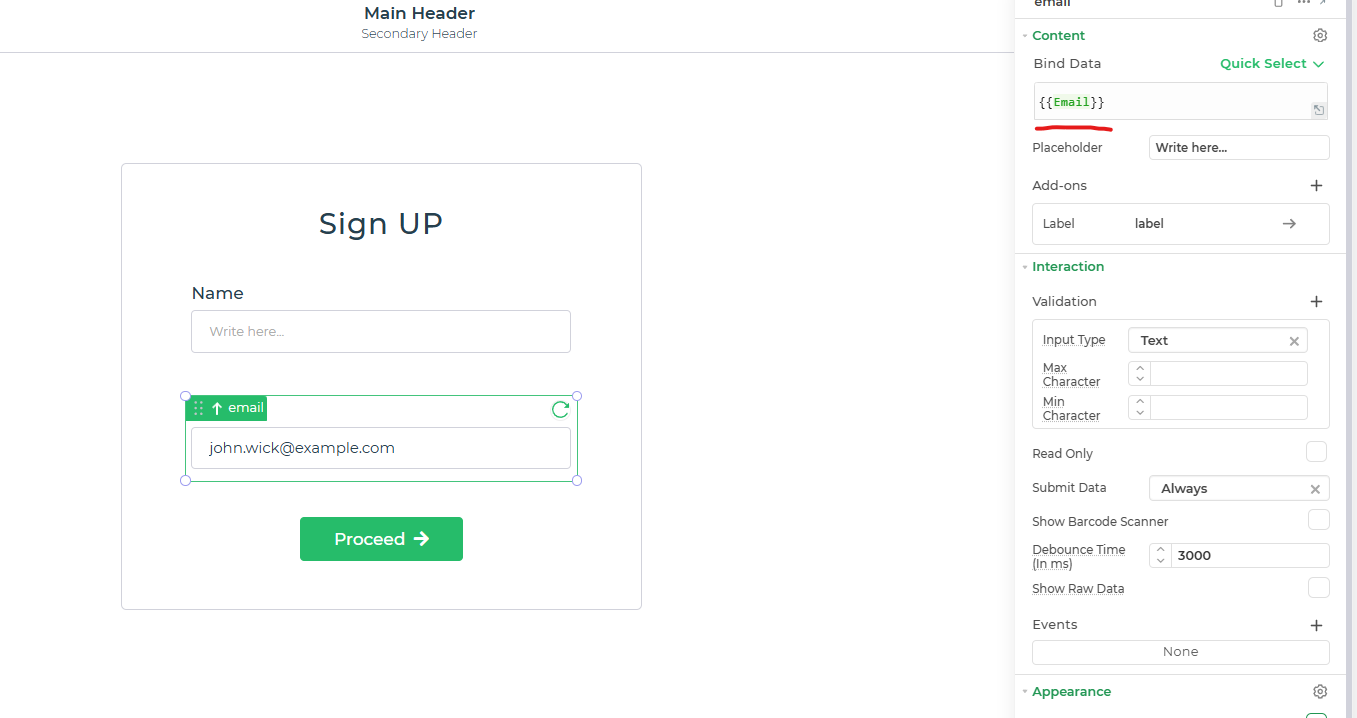 Main Header
Secondary Header
Sign UP
Name
Write here...
email
john.wick@example.com
Proceed
email
Content
Bind Data
Quick Select
{{Email}}
Placeholder
Write here...
Add-ons
Label
label
Interaction
Validation
Input Type
Text
Max
Character
Min
Character
Read Only
Submit Data
Always
Show Barcode Scanner
Debounce Time
(In ms)
3000
Show Raw Data
Events
None
Appearance